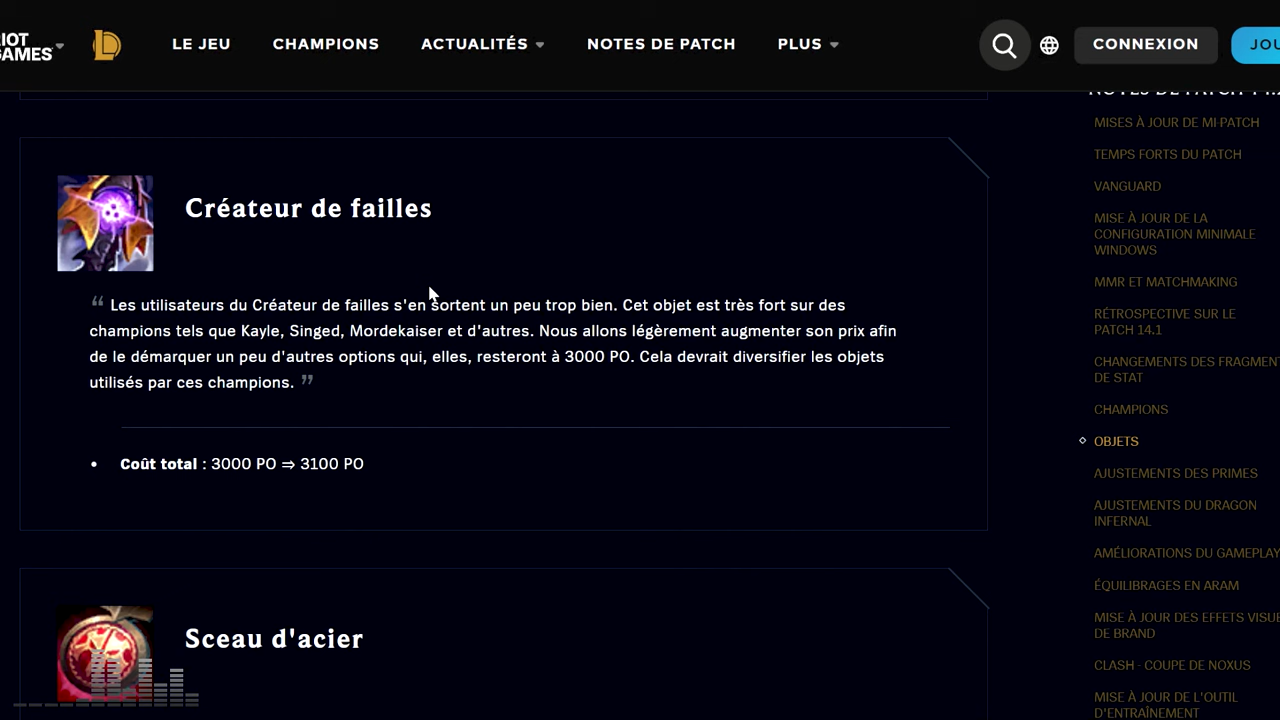 RIOT
GAMES
LE JEU
CHAMPIONS
ACTUALITÉS
NOTES DE PATCH
PLUS
CONNEXION
JOU
Créateur de failles
“ Les utilisateurs du Créateur de failles s'en sortent un peu trop bien. Cet objet est très fort sur des
champions tels que Kayle, Singed, Mordekaiser et d'autres. Nous allons légèrement augmenter son prix afin
de le démarquer un peu d'autres options qui, elles, resteront à 3000 PO. Cela devrait diversifier les objets
utilisés par ces champions. ”
• Coût total : 3000 PO ⇒ 3100 PO
Sceau d'acier
NOTES DE PATCH
MISES À JOUR DE MI-PATCH
TEMPS FORTS DU PATCH
VANGUARD
MISE À JOUR DE LA
CONFIGURATION MINIMALE
WINDOWS
MMR ET MATCHMAKING
RÉTROSPECTIVE SUR LE
PATCH 14.1
CHANGEMENTS DES FRAGMENT
DE STAT
CHAMPIONS
OBJETS
AJUSTEMENTS DES PRIMES
AJUSTEMENTS DU DRAGON
INFERNAL
AMÉLIORATIONS DU GAMEPLAY
ÉQUILIBRAGES EN ARAM
MISE À JOUR DES EFFETS VISUE
DE BRAND
CLASH - COUPE DE NOXUS
MISE À JOUR DE L'OUTIL
D'ENTRAÎNEMENT